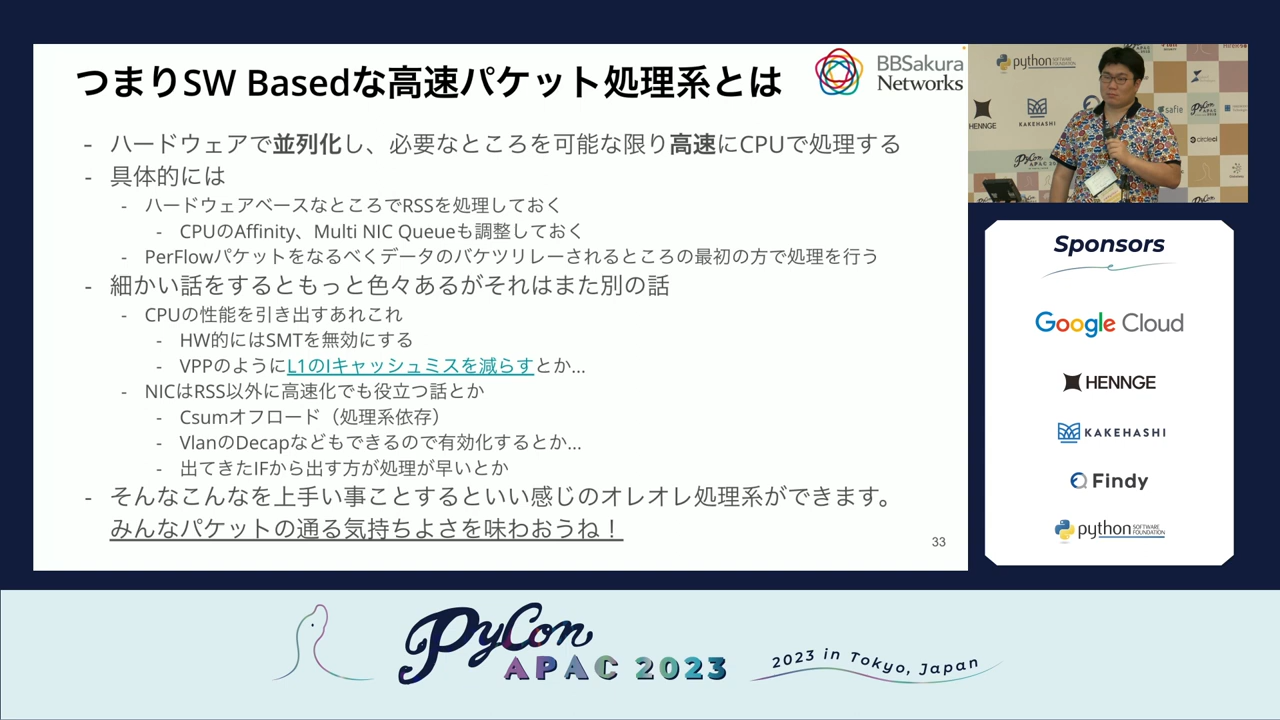 つまりSW Basedな高速パケット処理系とは
BBSakura
Networks
- ハードウェアで並列化し、必要なところを可能な限り高速にCPUで処理する
- 具体的には
- ハードウェアベースなところでRSSを処理しておく
- CPUのAffinity、Multi NIC Queueも調整しておく
- PerFlowパケットをなるべくデータのバケツリレーされるところの最初の方で処理を行う
- 細かい話をするともっと色々あるがそれはまた別の話
- CPUの性能を引き出すあれこれ
- HW的にはSMTを無効にする
- VPPのようにL1のIキャッシュミスを減らすとか...
- NICはRSS以外に高速化でも役立つ話とか
- Csumオフロード（処理系依存）
- VlanのDecapなどもできるので有効化するとか...
- 出てきたIFから出す方が処理が早いとか
- そんなこんなを上手い事ことするといい感じのオレオレ処理系ができます。
みんなパケットの通る気持ちよさを味わおうね！
33
python
HENNGE
KAKEHASHI
safie
PyCon
APAC
circleci
Sponsors
Google Cloud
HENNGE
KAKEHASHI
Findy
python SOFTWARE FOUNDATION
PyCon
APAC 2023
2023 in Tokyo, Japan